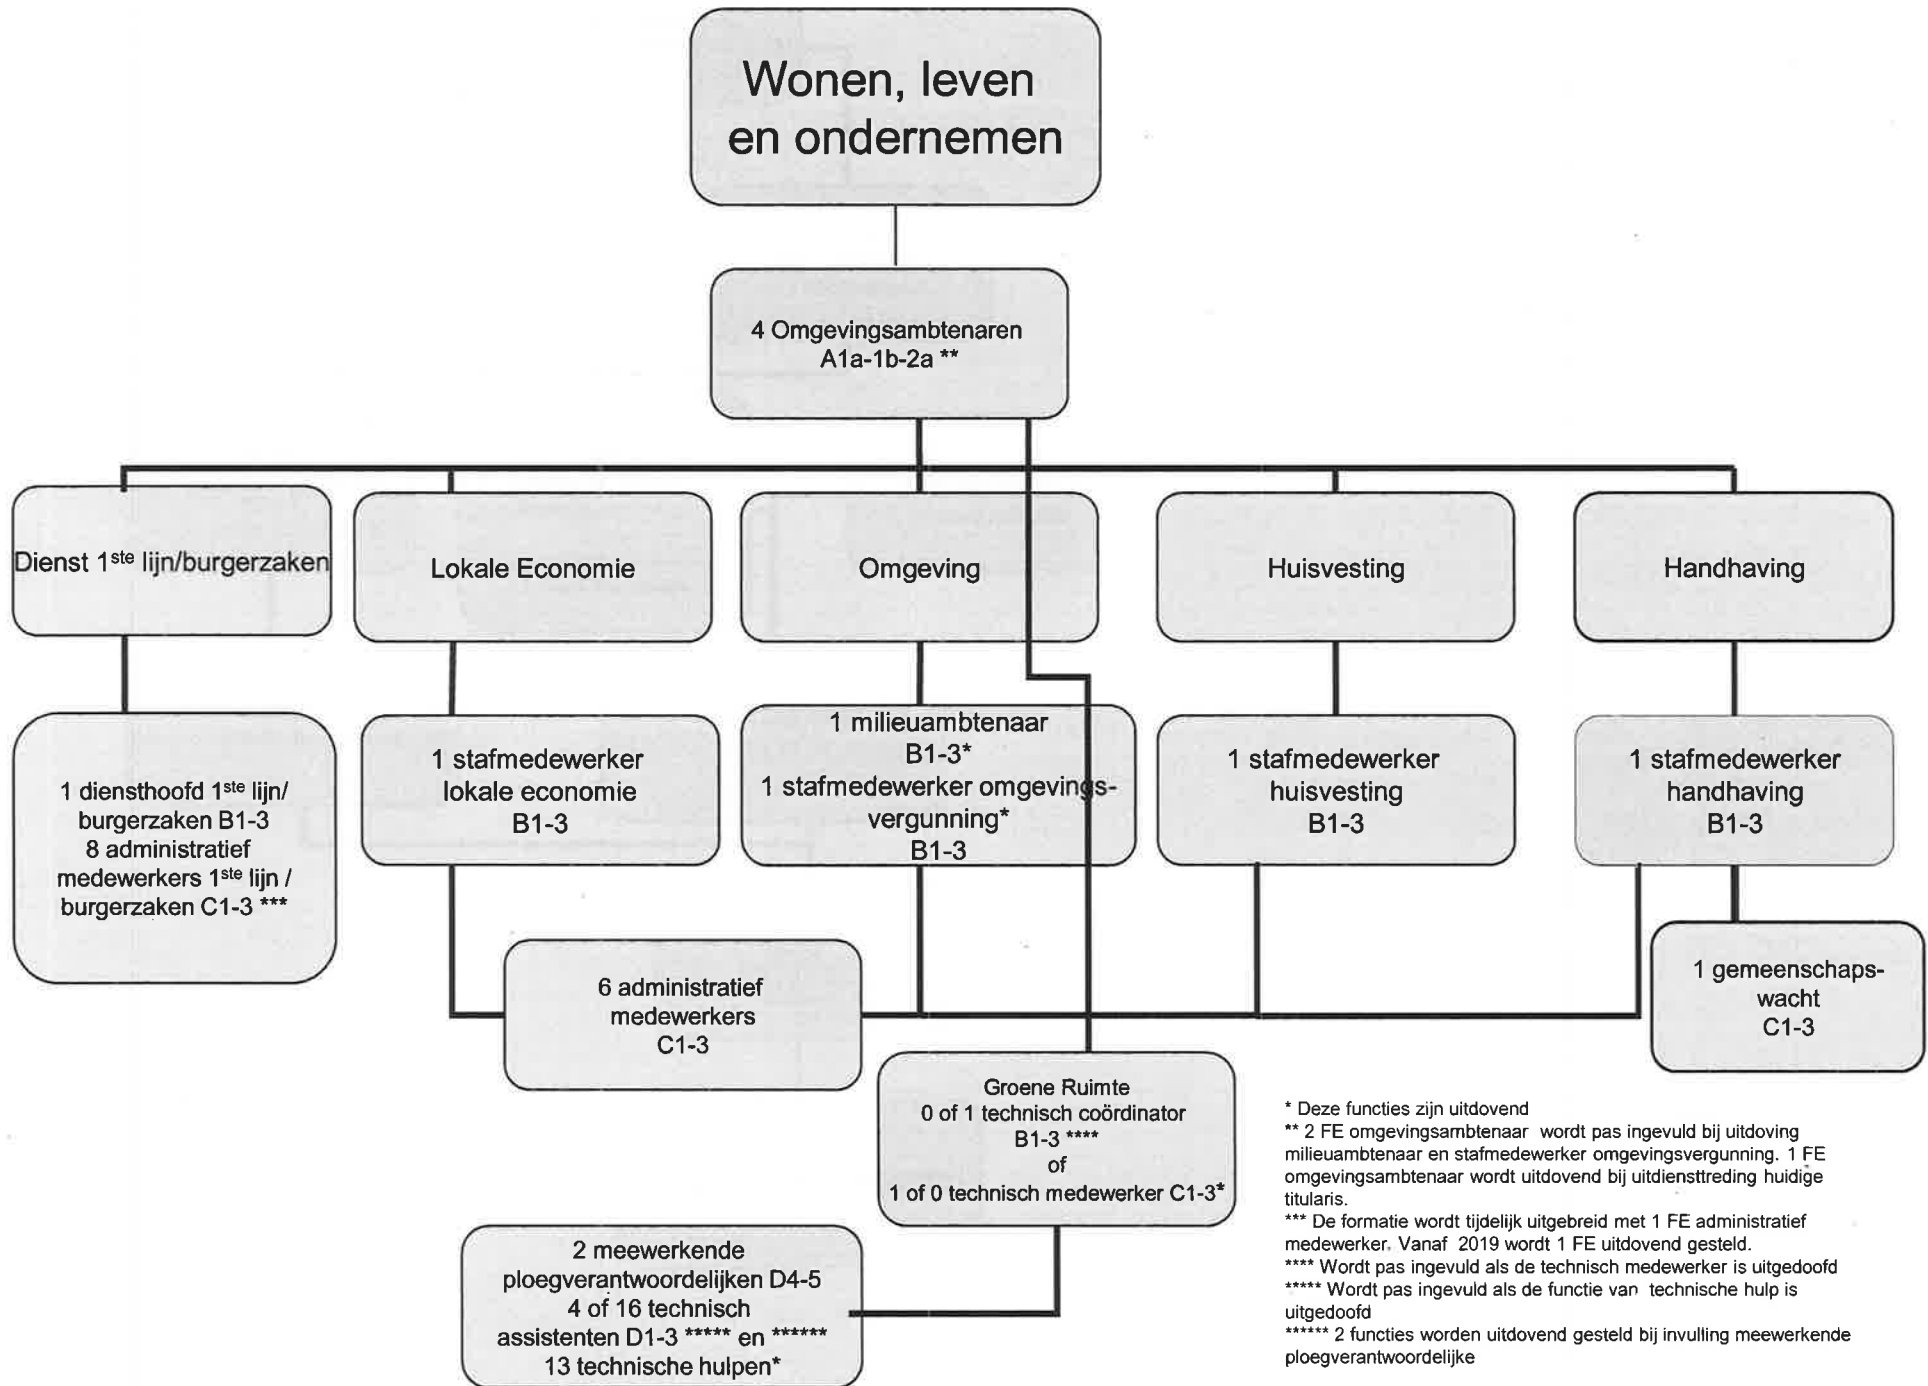 Wonen, leven
en ondernemen
4 Omgevingsambtenaren
A1a-1b-2a **
Dienst 1ste lijn/burgerzaken
Lokale Economie
Omgeving
Huisvesting
Handhaving
1 diensthoofd 1ste lijn/
burgerzaken B1-3
8 administratief
medewerkers 1ste lijn /
burgerzaken C1-3 ***
1 stafmedewerker
lokale economie
B1-3
1 milieuambtenaar
B1-3*
1 stafmedewerker omgevings-
vergunning*
B1-3
1 stafmedewerker
huisvesting
B1-3
1 stafmedewerker
handhaving
B1-3
6 administratief
medewerkers
C1-3
1 gemeenschaps-
wacht
C1-3
Groene Ruimte
0 of 1 technisch coördinator
B1-3 ****
of
1 of 0 technisch medewerker C1-3*
2 meewerkende
ploegverantwoordelijken D4-5
4 of 16 technisch
assistenten D1-3 ***** en ******
13 technische hulpen*
* Deze functies zijn uitdovend
** 2 FE omgevingsambtenaar wordt pas ingevuld bij uitdoving
milieuambtenaar en stafmedewerker omgevingsvergunning. 1 FE
omgevingsambtenaar wordt uitdovend bij uitdiensttreding huidige
titularis.
*** De formatie wordt tijdelijk uitgebreid met 1 FE administratief
medewerker. Vanaf 2019 wordt 1 FE uitdovend gesteld.
**** Wordt pas ingevuld als de technisch medewerker is uitgedoofd
***** Wordt pas ingevuld als de functie van technische hulp is
uitgedoofd
****** 2 functies worden uitdovend gesteld bij invulling meewerkende
ploegverantwoordelijke